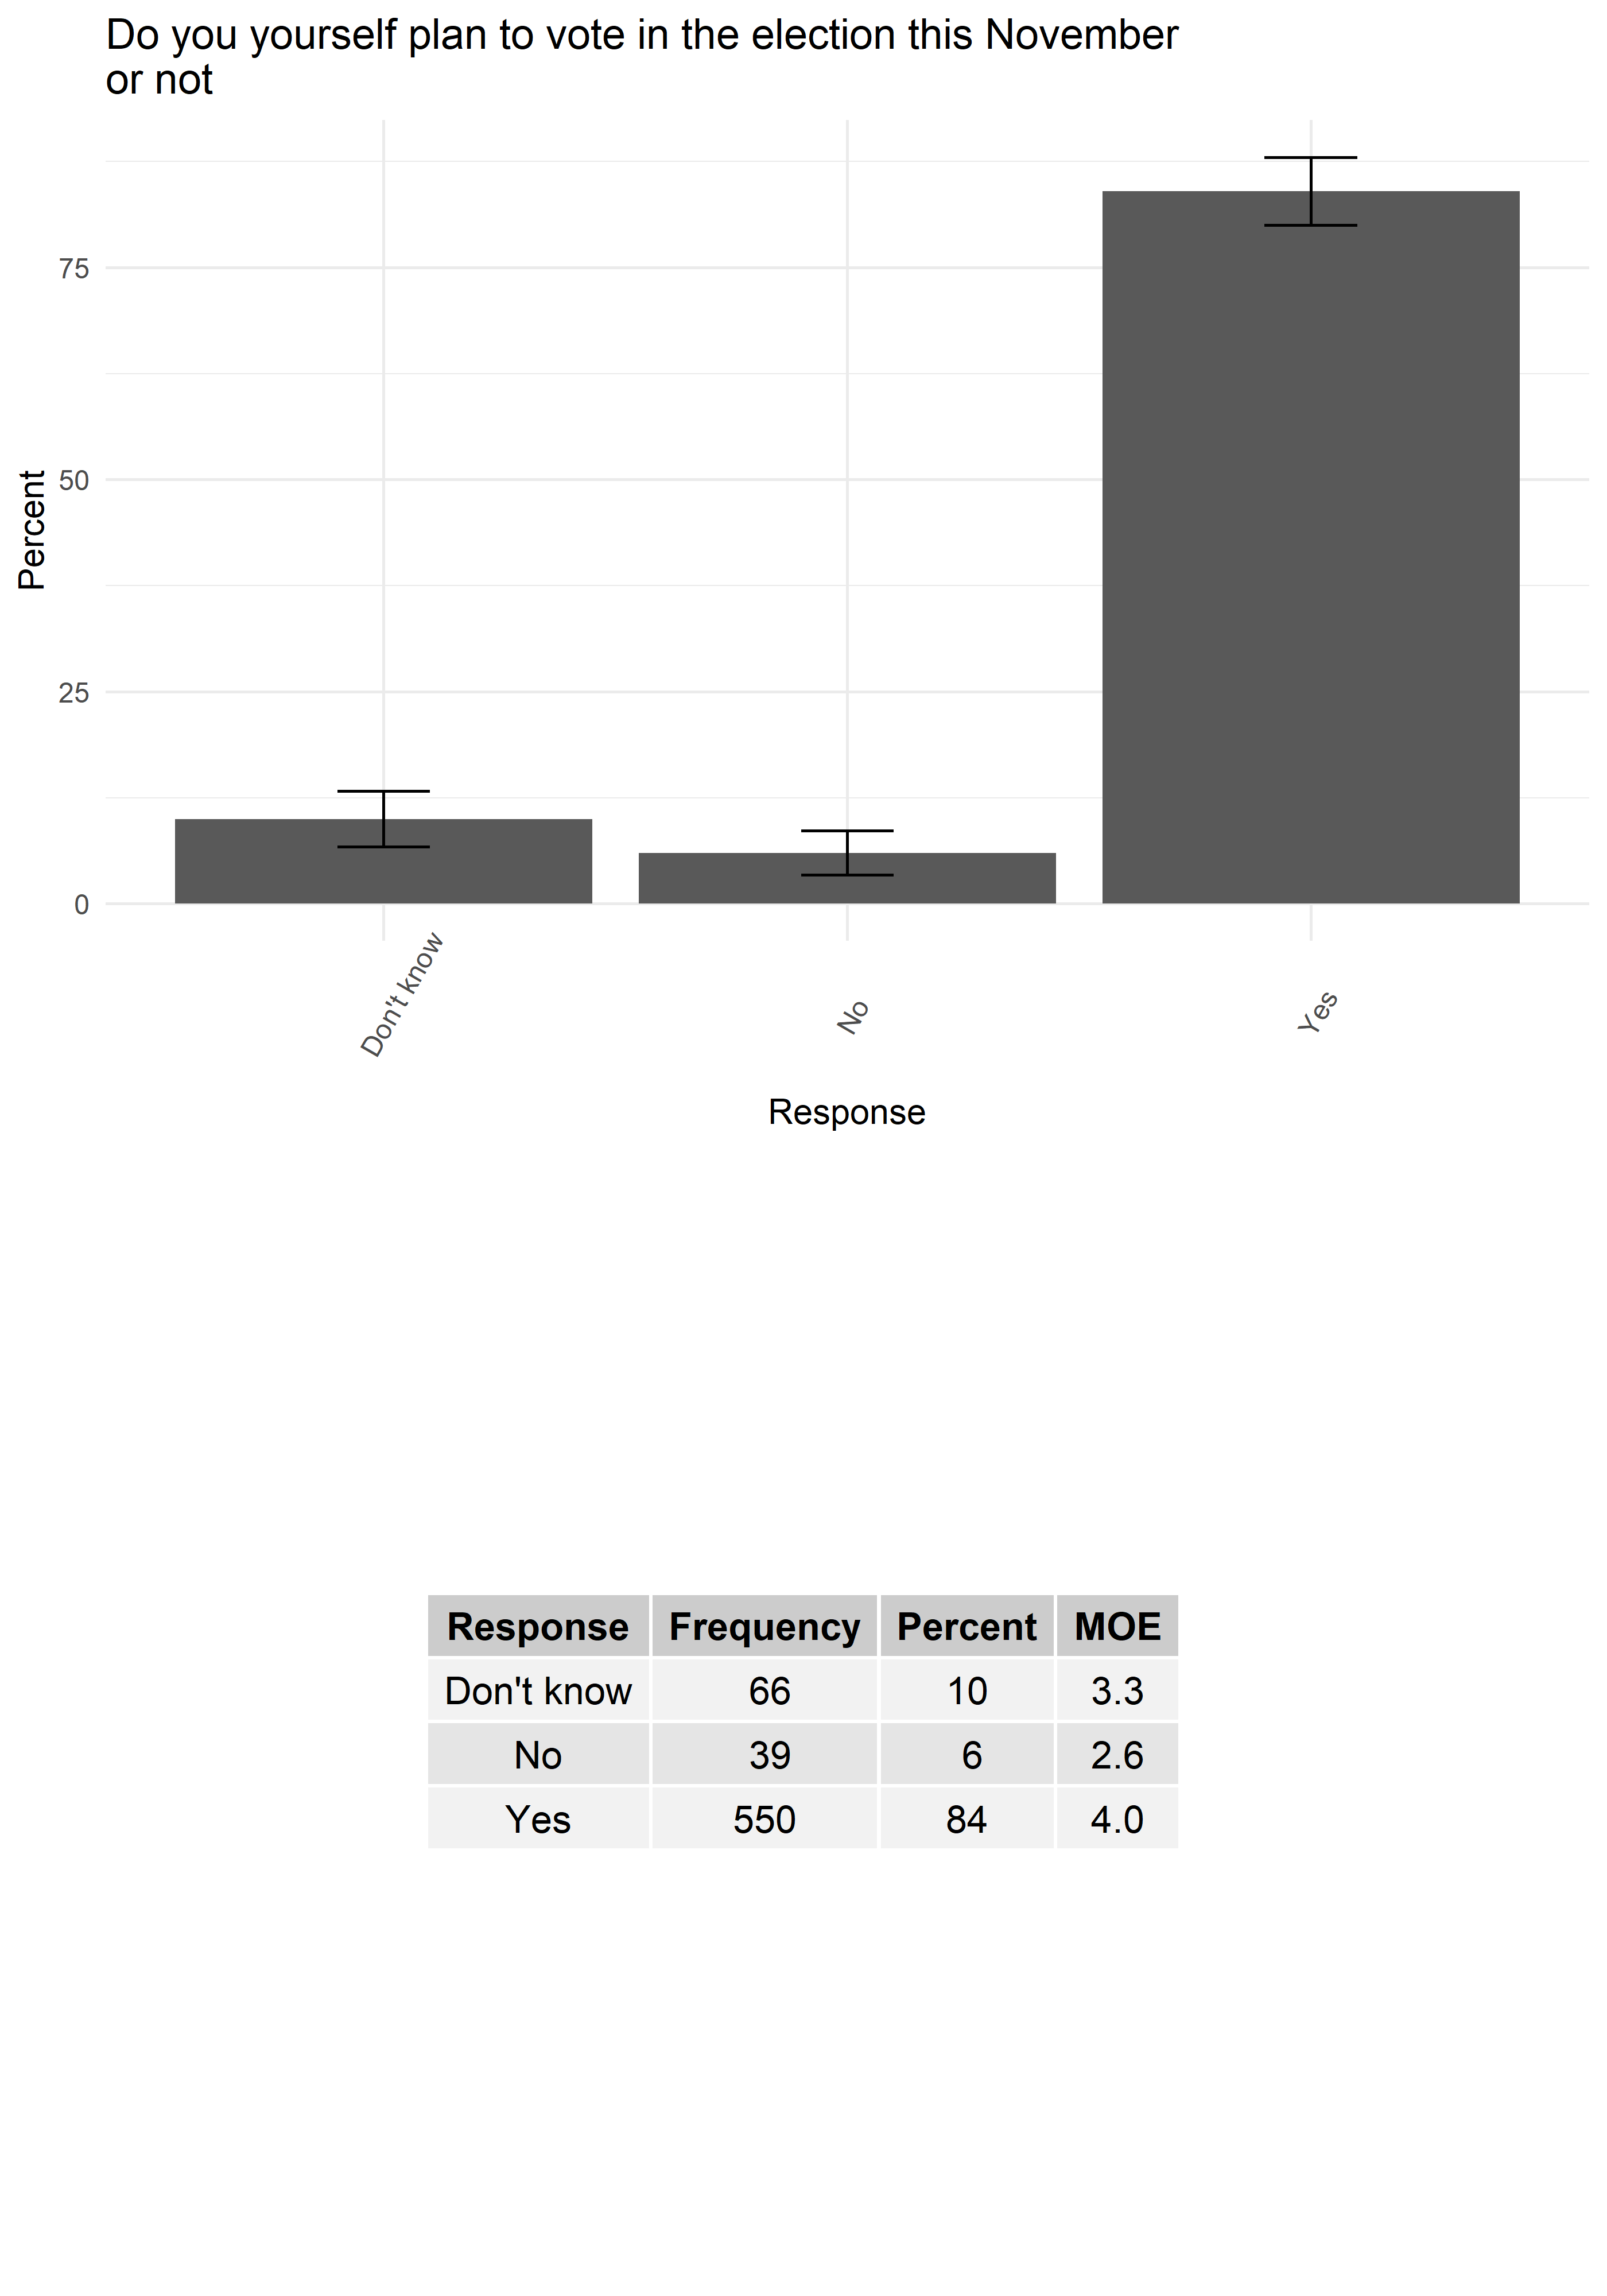 Do you yourself plan to vote in the election this November
or not
Percent
75
50
25
0
Don't know
No
Yes
Response
Response Frequency Percent MOE
Don't know 66 10 3.3
No 39 6 2.6
Yes 550 84 4.0